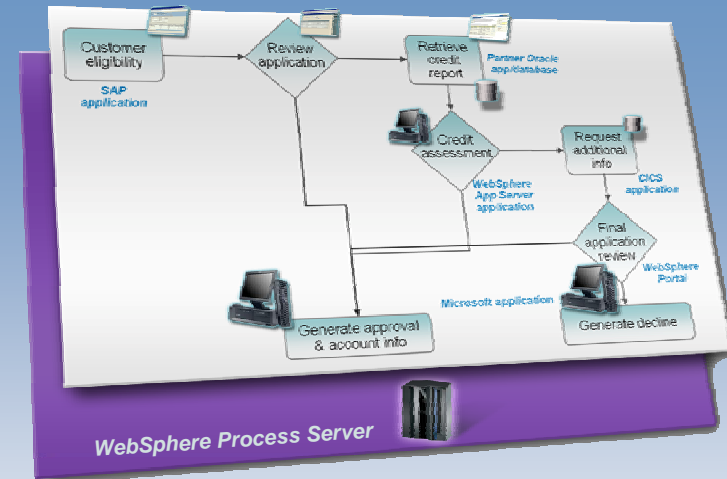 Customer
eligibility
SAP
application
Review
application
Retrieve
credit
report
Partner Oracle
app/database
Credit
assessment
WebSphere
App Server
application
Request
additional
info
CICS
application
Final
application
review
WebSphere
Portal
Microsoft application
Generate decline
Generate approval
& account info
WebSphere Process Server